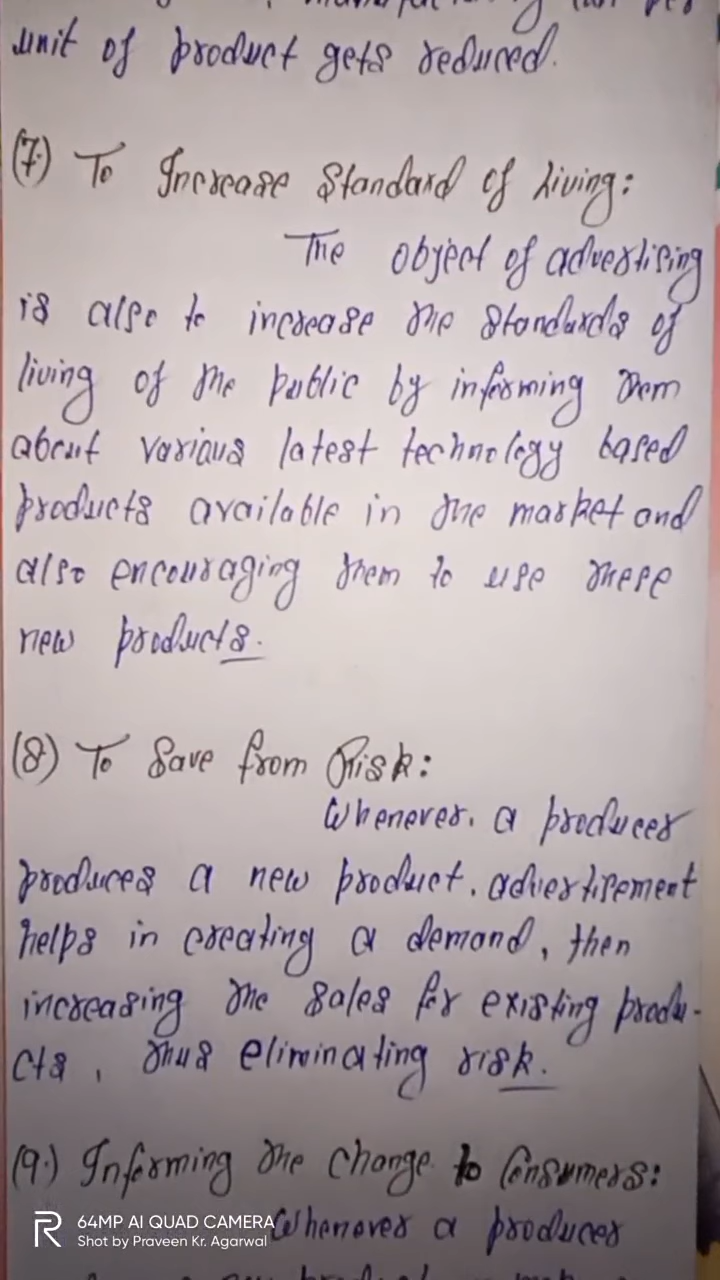 unit of product gets reduced.
(7.) To Increase Standard of Living:
The object of advertising
is also to increase the standards of
living of the public by informing them
about various latest technology based
products available in the market and
also encouraging them to use these
new products.
(8) To Save from Risk:
Whenever, a producer
produces a new product, advertisement
helps in creating a demand, then
increasing the sales for existing produ-
cts, thus eliminating risk.
(9.) Informing the change to Consumers:
Whenever a producer
R 64MP AI QUAD CAMERA
Shot by Praveen Kr. Agarwal